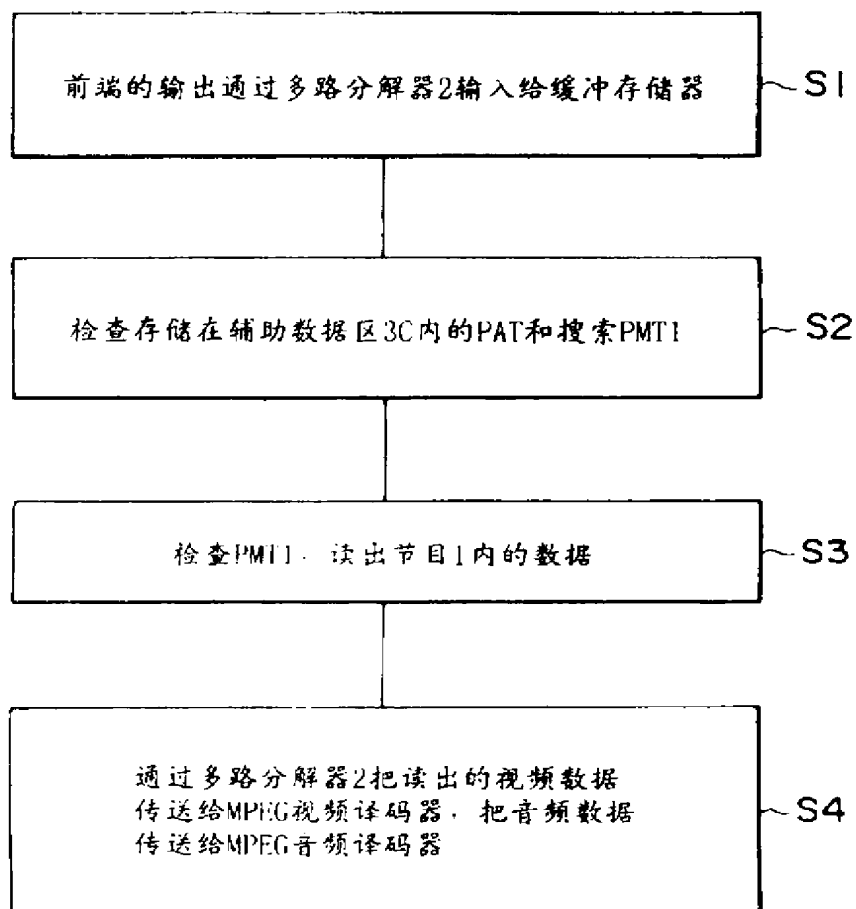 前端的输出通过多路分解器2输入给缓冲存储器
S1
检查存储在辅助数据区3C内的PAT和搜索PMT1
S2
检查PMT1，读出节目1内的数据
S3
通过多路分解器2把读出的视频数据
传送给MPEG视频译码器，把音频数据
传送给MPEG音频译码器
S4